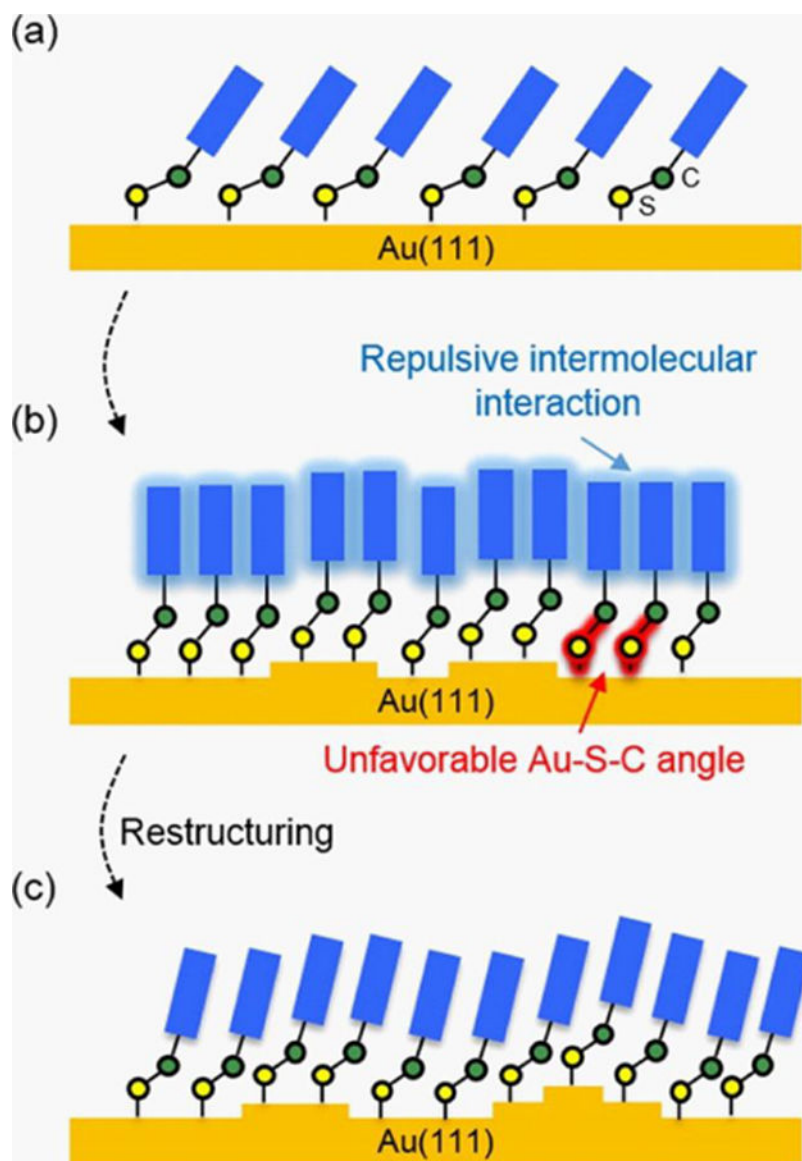 (a)
C
S
Au(111)
Repulsive intermolecular
interaction
(b)
Au(111)
Unfavorable Au-S-C angle
Restructuring
(c)
Au(111)